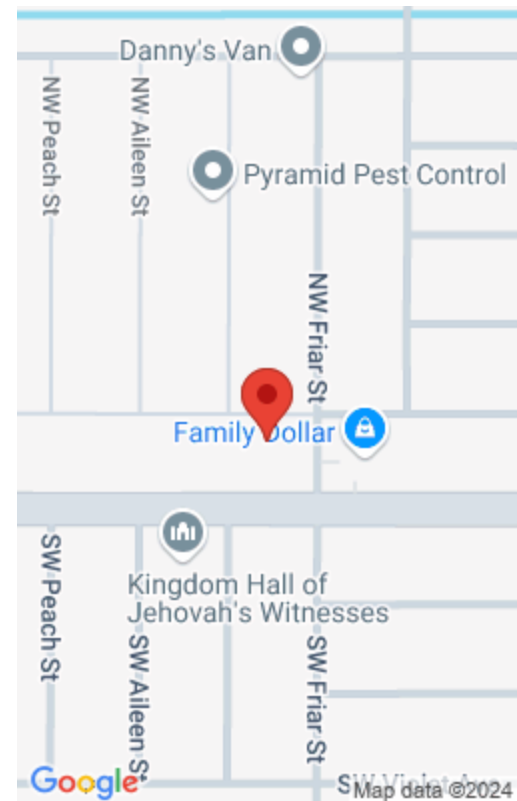 Danny's Van
NW Peach St
NW Aileen St
Pyramid Pest Control
NW Friar St
Family Dollar
Kingdom Hall of
Jehovah's Witnesses
SW Peach St
SW Aileen St
SW Friar St
Google
Map data ©2024